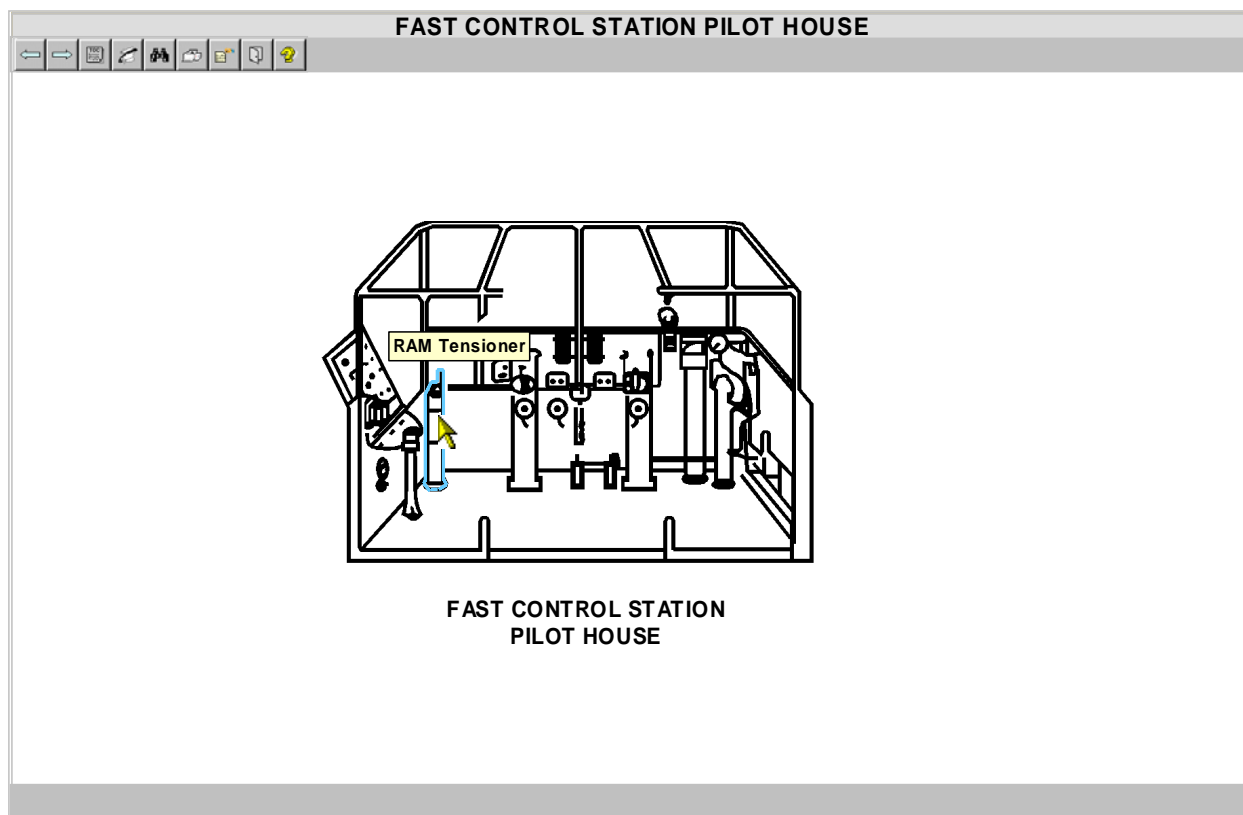 FAST CONTROL STATION PILOT HOUSE
RAM Tensioner
FAST CONTROL STATION
PILOT HOUSE